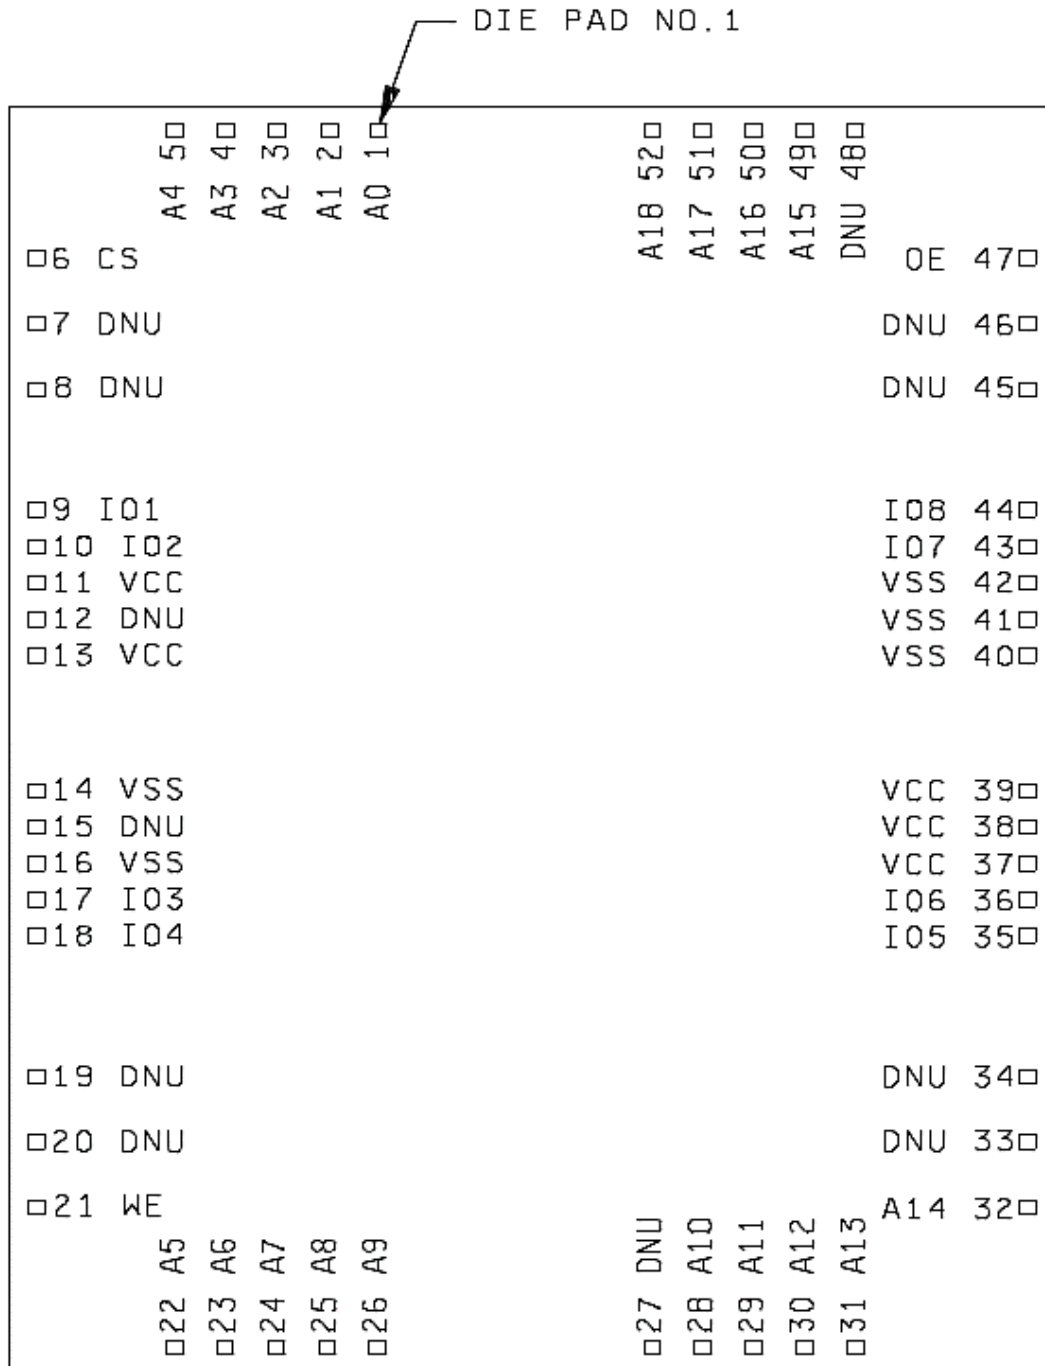 DIE PAD NO.1
A4 5
A3 4
A2 3
A1 2
A0 1
A18 52
A17 51
A16 50
A15 49
DNU 48
6 CS
OE 47
7 DNU
DNU 46
8 DNU
DNU 45
9 IO1
IO8 44
10 IO2
IO7 43
11 VCC
VSS 42
12 DNU
VSS 41
13 VCC
VSS 40
14 VSS
VCC 39
15 DNU
VCC 38
16 VSS
VCC 37
17 IO3
IO6 36
18 IO4
IO5 35
19 DNU
DNU 34
20 DNU
DNU 33
21 WE
A14 32
22 A5
23 A6
24 A7
25 A8
26 A9
27 DNU
28 A10
29 A11
30 A12
31 A13